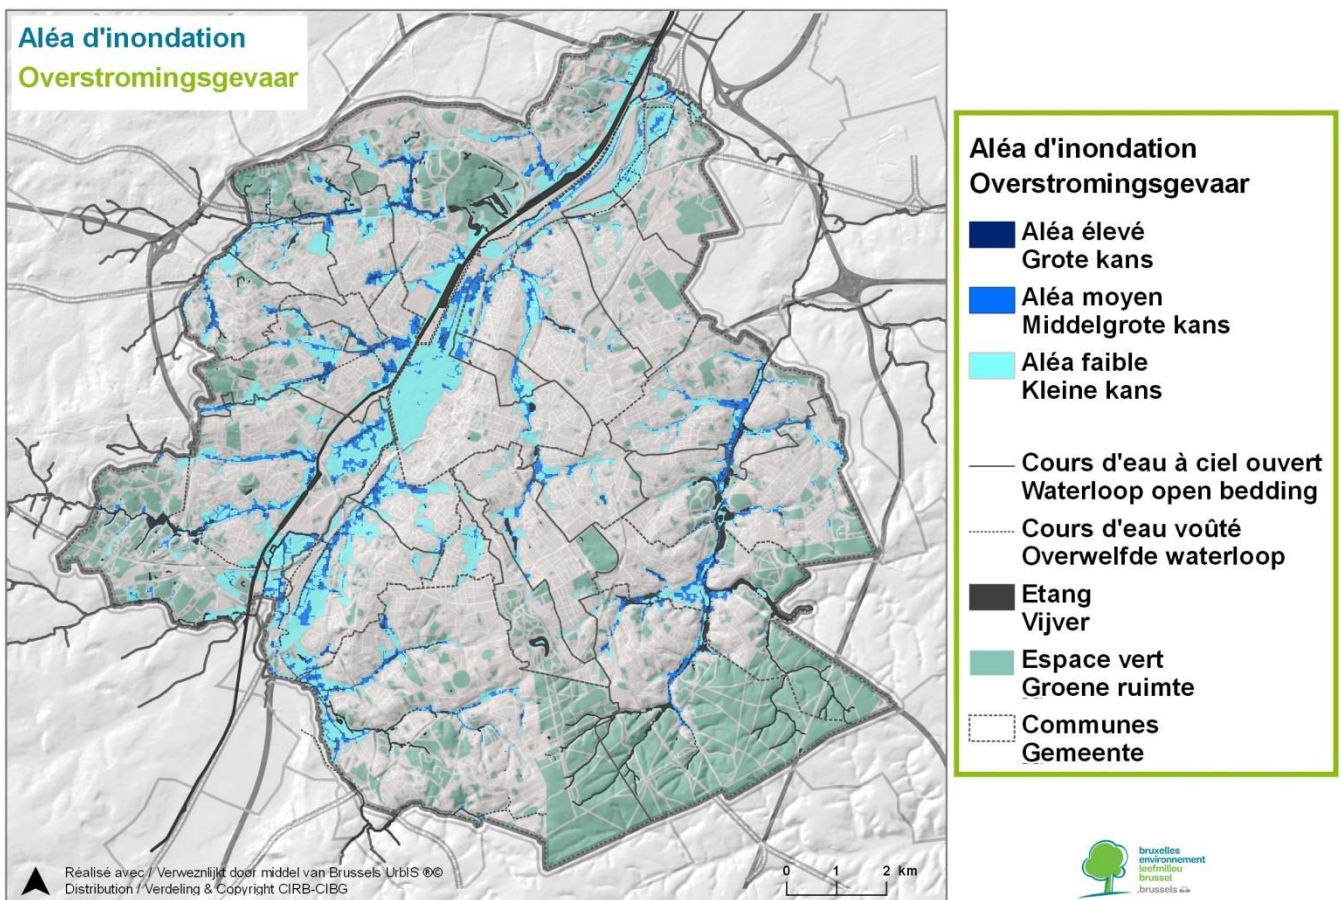 Aléa d'inondation
Overstromingsgevaar
Aléa d'inondation
Overstromingsgevaar
Aléa élevé
Grote kans
Aléa moyen
Middelgrote kans
Aléa faible
Kleine kans
Cours d'eau à ciel ouvert
Waterloop open bedding
Cours d'eau voûté
Overwelfde waterloop
Etang
Vijver
Espace vert
Groene ruimte
Communes
Gemeente
Réalisé avec / Verweznlijkt door middel van Brussels UrbIS ®©
Distribution / Verdeling & Copyright CIRB-CIBG
0 1 2 km
bruxelles
environnement
leefmilieu
brussel
.brussels